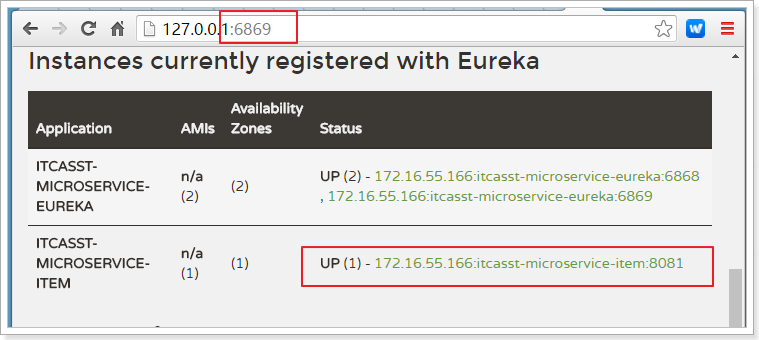 127.0.0.1:6869
Instances currently registered with Eureka
Application AMIs Availability Zones Status
ITCASST-MICROSERVICE-EUREKA n/a (2) (2) UP (2) - 172.16.55.166:itcasst-microservice-eureka:6868
, 172.16.55.166:itcasst-microservice-eureka:6869
ITCASST-MICROSERVICE-ITEM n/a (1) (1) UP (1) - 172.16.55.166:itcasst-microservice-item:8081